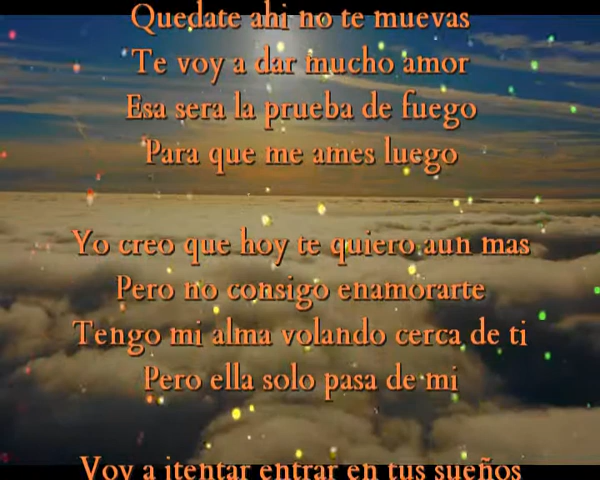 Quedate ahi no te muevas
Te voy a dar mucho amor
Esa sera la prueba de fuego
Para que me ames luego
Yo creo que hoy te quiero aun mas
Pero no consigo enamorarte
Tengo mi alma volando cerca de ti
Pero ella solo pasa de mi
Voy a itentar entrar en tus sueños